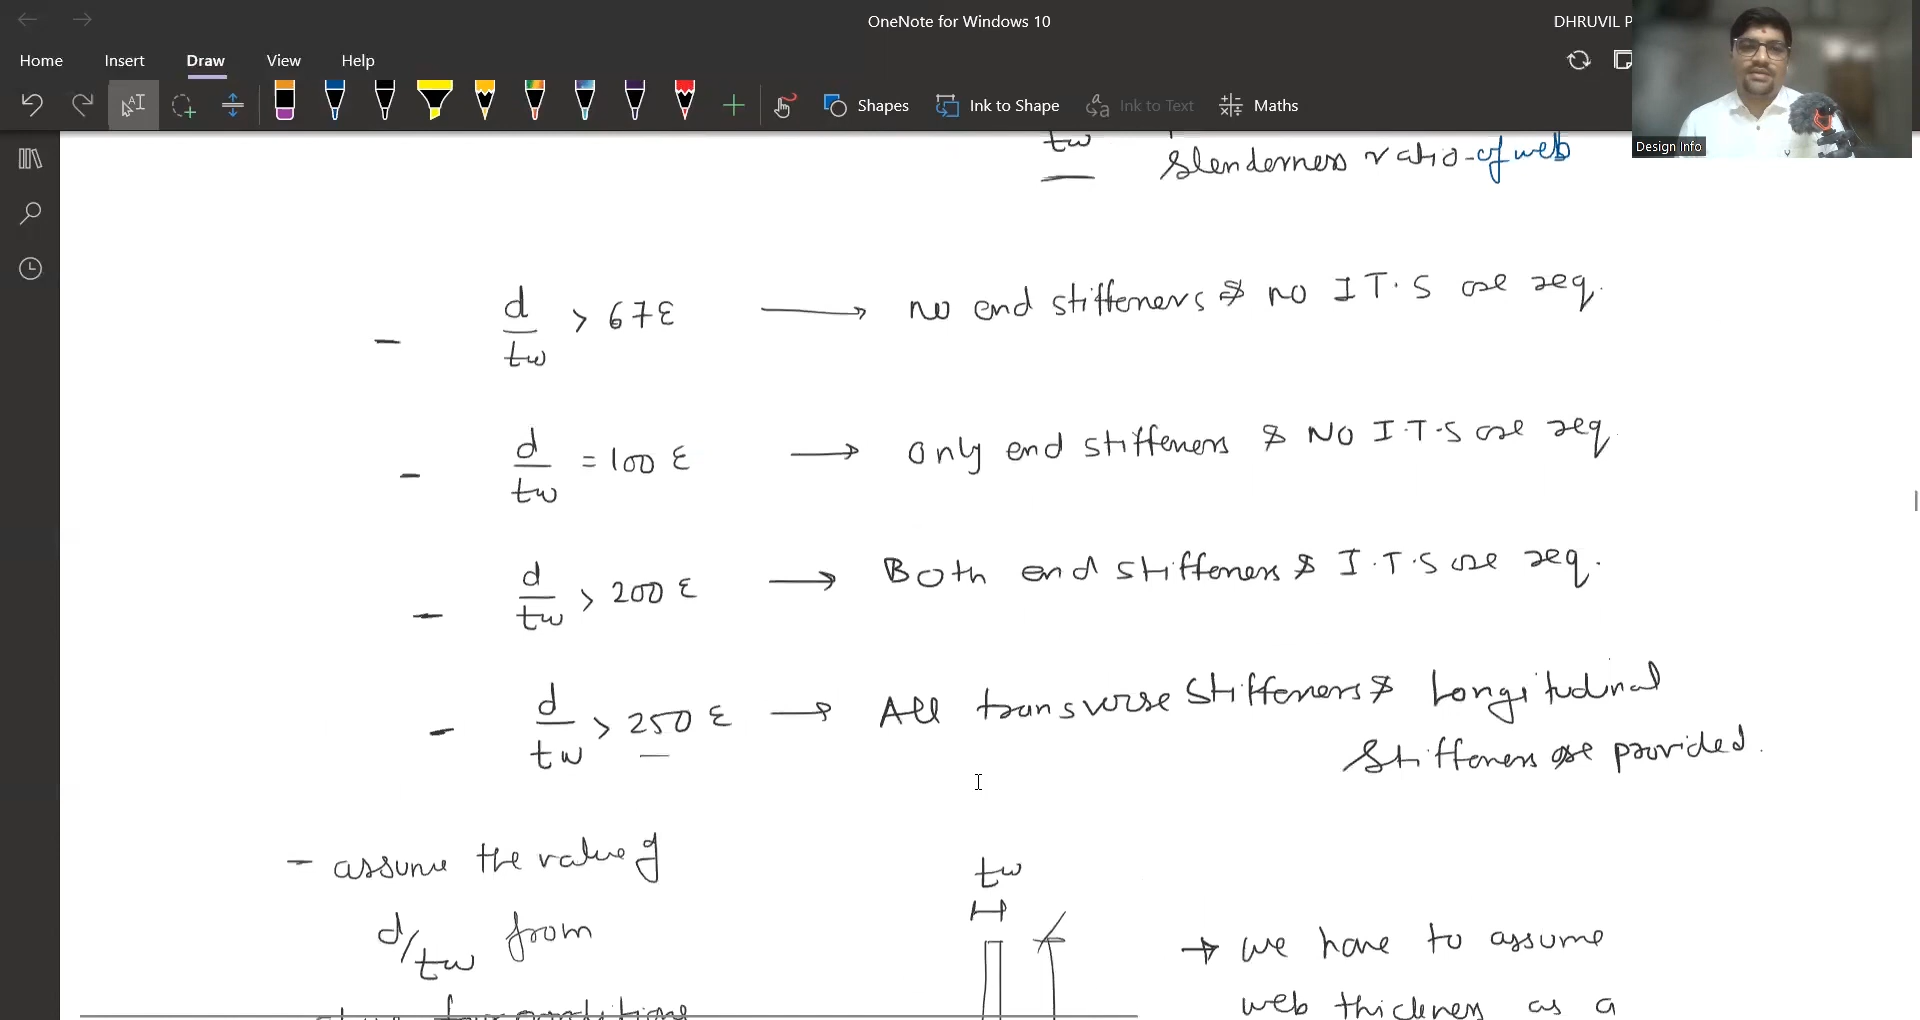 OneNote for Windows 10
DHRUVIL P
Home Insert Draw View Help
Shapes Ink to Shape Ink to Text Maths
Design Info
tw
slenderness ratio-of web
- d/tw > 67ε → no end stiffeners & no I T.S are req.
- d/tw = 100 ε → only end stiffeners & NO I.T.S are req
- d/tw > 200 ε → Both end stiffeners & I.T.S are req.
- d/tw > 250 ε → All transverse stiffeners & Longitudinal
stiffeners are provided.
- assume the value of
d/tw from
tw
→ we have to assume
web thickness as a